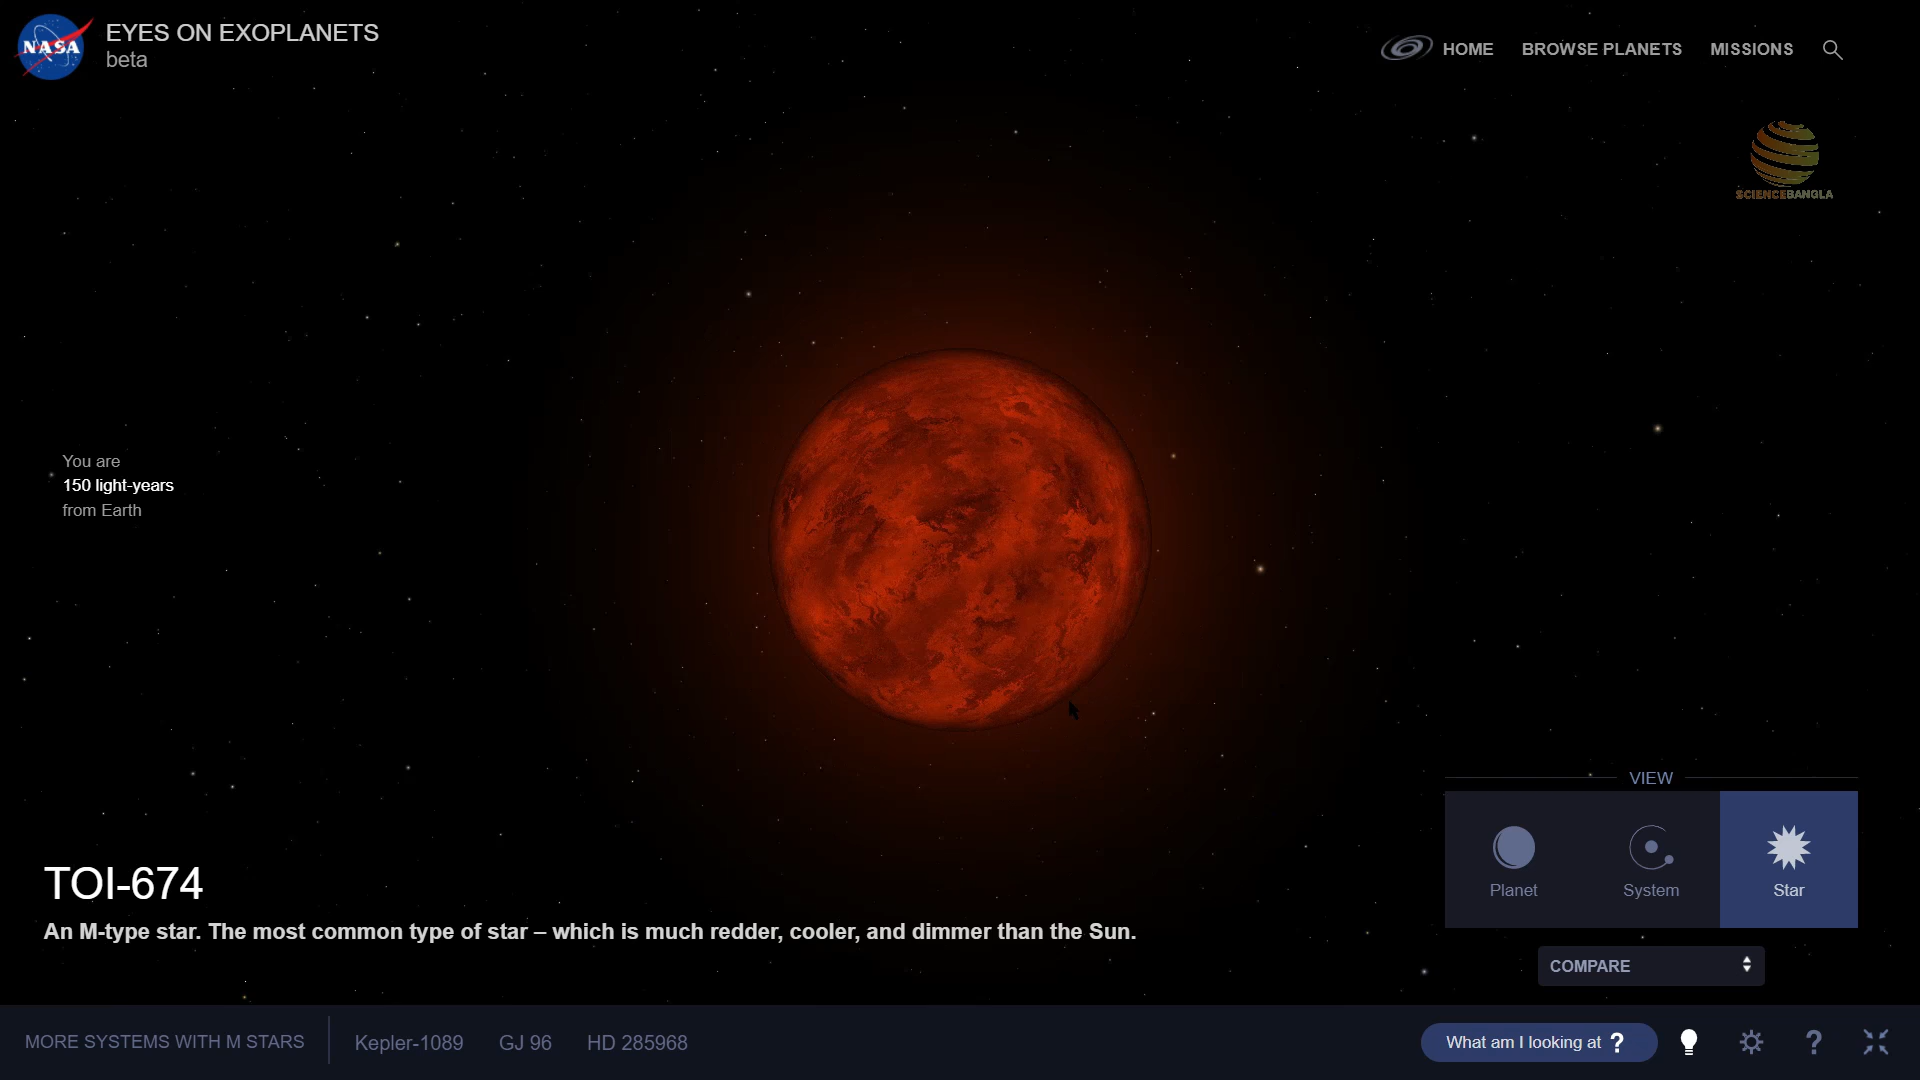 NASA
EYES ON EXOPLANETS
beta
HOME
BROWSE PLANETS
MISSIONS
SCIENCEBANGLA
You are
150 light-years
from Earth
VIEW
Planet
System
Star
TOI-674
An M-type star. The most common type of star – which is much redder, cooler, and dimmer than the Sun.
COMPARE
MORE SYSTEMS WITH M STARS
Kepler-1089
GJ 96
HD 285968
What am I looking at ?
?